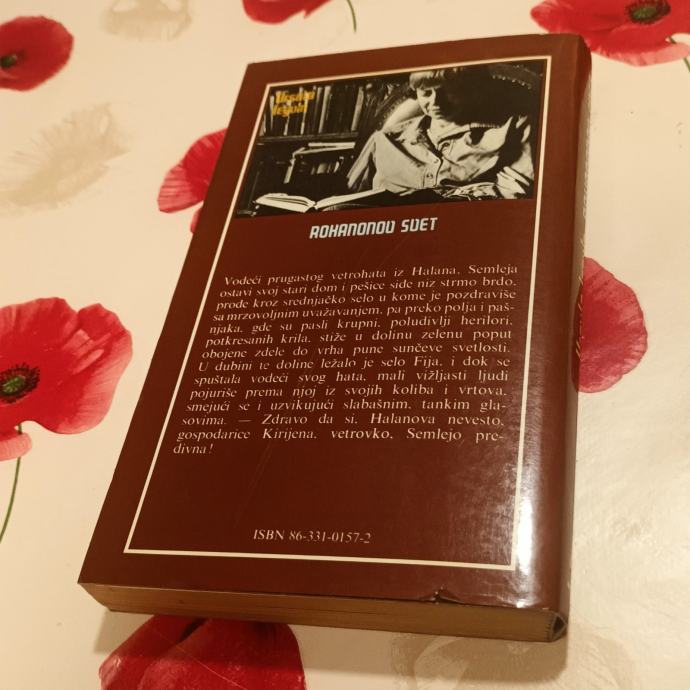 Ursula
leguin
ROKANONOV SVET
Vodeći prugastog vetrohata iz Halana, Semleja
ostavi svoj stari dom i pešice siđe niz strmo brdo,
prođe kroz srednjačko selo u kome je pozdraviše
sa mrzovoljnim uvažavanjem, pa preko polja i paš-
njaka, gde su pasli krupni, poludivlji herilori,
potkresanih krila, stiže u dolinu zelenu poput
obojene zdele do vrha pune sunčeve svetlosti.
U dubini te doline ležalo je selo Fija, i dok se
spuštala vodeći svog hata, mali vižljasti ljudi
pojuriše prema njoj iz svojih koliba i vrtova,
smejući se i uzvikujući slabašnim, tankim gla-
sovima. — Zdravo da si, Halanova nevesto,
gospodarice Kirijena, vetrovko, Semlejo pre-
divna!
ISBN 86-331-0157-2